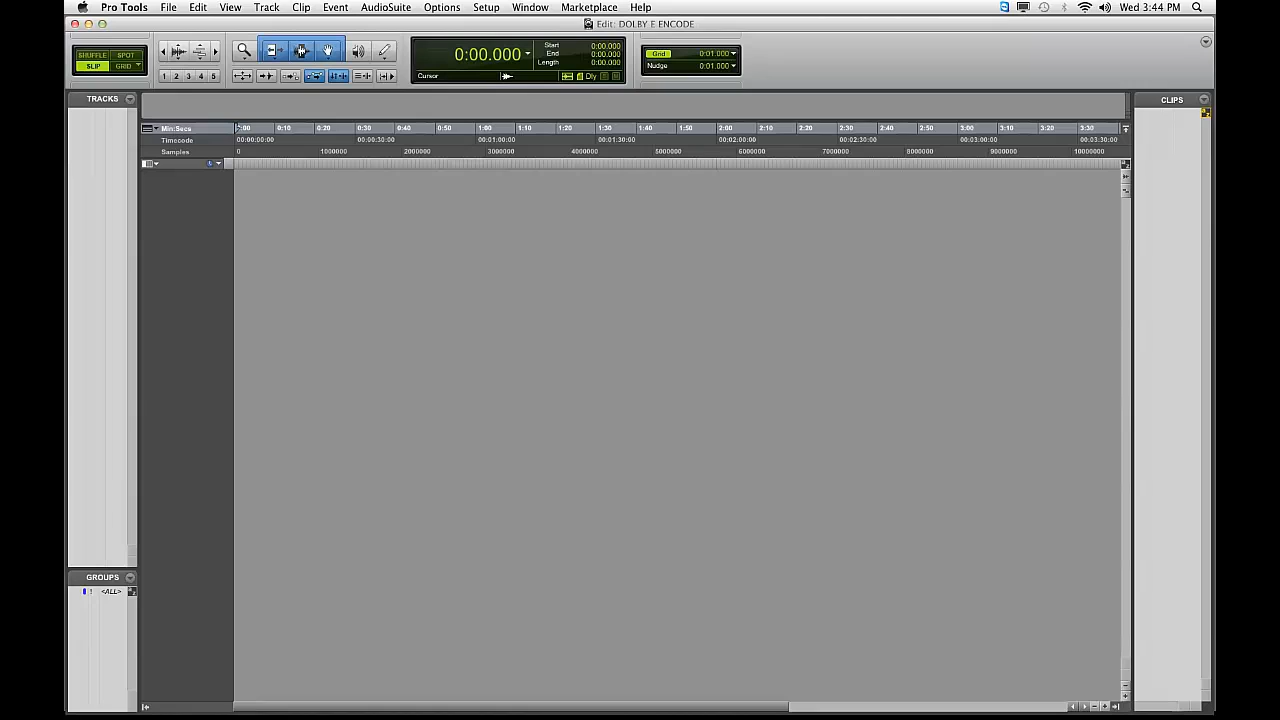 Pro Tools File Edit View Track Clip Event AudioSuite Options Setup Window Marketplace Help Wed 3:44 PM
Edit: DOLBY E ENCODE
SHUFFLE SPOT
SLIP GRID
0:00.000
Start 0:00.000
End 0:00.000
Length 0:00.000
Cursor Dly
Grid 0:01.000
Nudge 0:01.000
1 2 3 4 5
TRACKS
CLIPS
Min:Secs 0:00 0:10 0:20 0:30 0:40 0:50 1:00 1:10 1:20 1:30 1:40 1:50 2:00 2:10 2:20 2:30 2:40 2:50 3:00 3:10 3:20 3:30
Timecode 00:00:00:00 00:00:30:00 00:01:00:00 00:01:30:00 00:02:00:00 00:02:30:00 00:03:00:00 00:03:30:00
Samples 0 1000000 2000000 3000000 4000000 5000000 6000000 7000000 8000000 9000000 10000000
GROUPS
! <ALL>